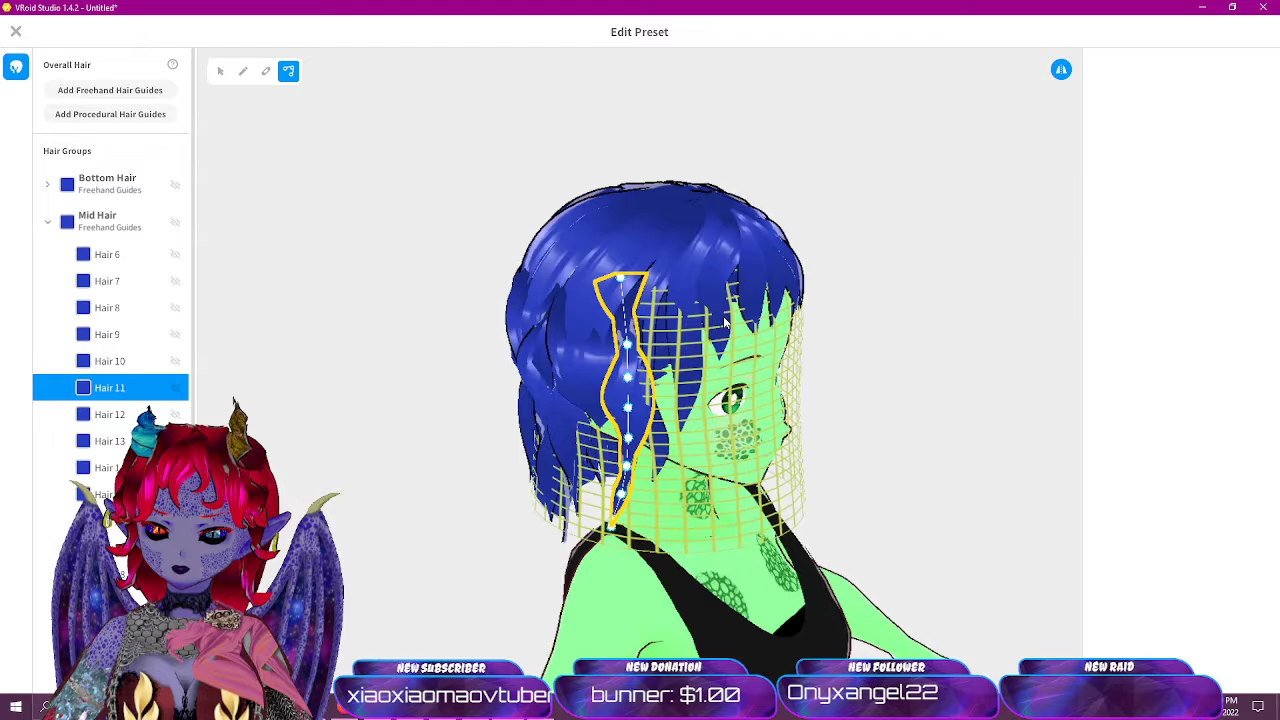 VRoid Studio 1.4.2 - Untitled*
Edit Preset
Overall Hair
Add Freehand Hair Guides
Add Procedural Hair Guides
Hair Groups
Bottom Hair
Freehand Guides
Mid Hair
Freehand Guides
Hair 6
Hair 7
Hair 8
Hair 9
Hair 10
Hair 11
Hair 12
Hair 13
NEW SUBSCRIBER
xiaoxiaomaovtuber
NEW DONATION
bunner: $1.00
NEW FOLLOWER
Onyxangel22
NEW RAID
PM
2022